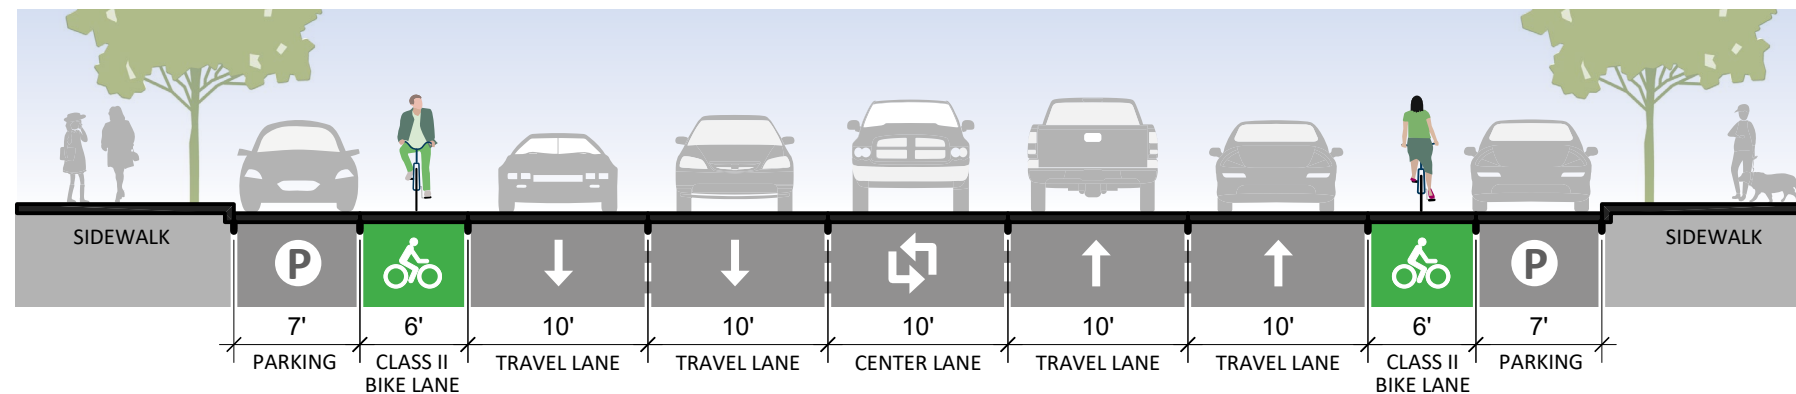 SIDEWALK
SIDEWALK
P
P
7'
6'
10'
10'
10'
10'
10'
6'
7'
PARKING
CLASS II
BIKE LANE
TRAVEL LANE
TRAVEL LANE
CENTER LANE
TRAVEL LANE
TRAVEL LANE
CLASS II
BIKE LANE
PARKING